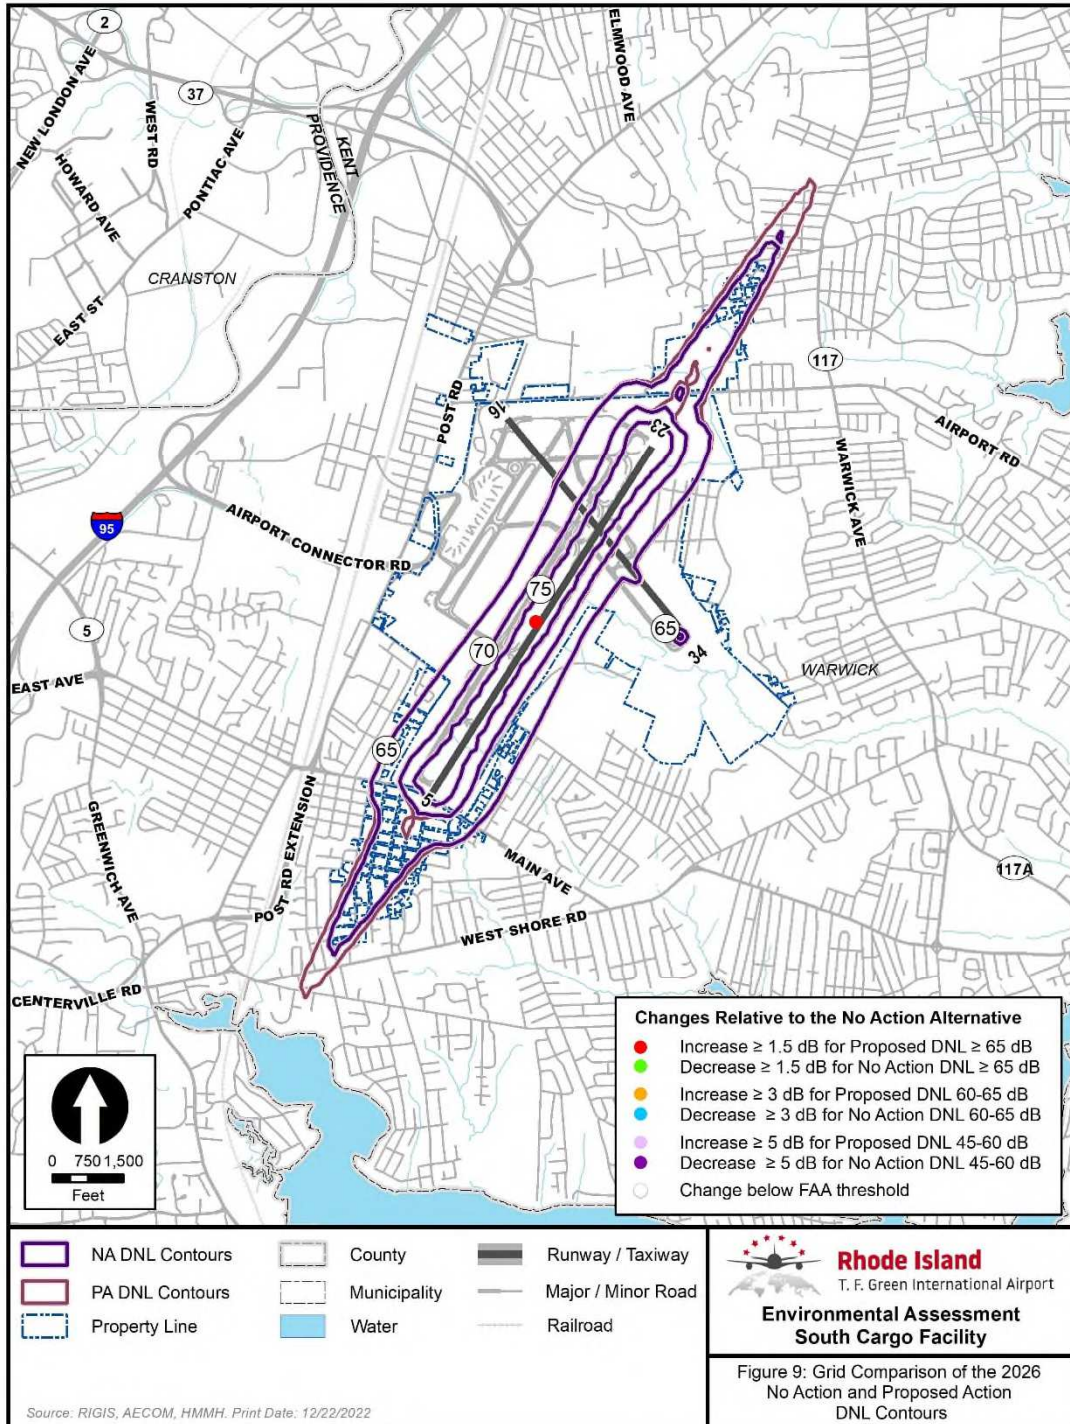 2
37
NEW LONDON AVE
WEST RD
HOWARD AVE
PONTIAC AVE
PROVIDENCE
KENT
ELMWOOD AVE
CRANSTON
EAST ST
POST RD
16
23
117
AIRPORT RD
WARWICK AVE
95
AIRPORT CONNECTOR RD
75
65
5
70
34
WARWICK
EAST AVE
65
5
GREENWICH AVE
POST RD EXTENSION
MAIN AVE
117A
WEST SHORE RD
CENTERVILLE RD
0 750 1,500
Feet
Changes Relative to the No Action Alternative
Increase ≥ 1.5 dB for Proposed DNL ≥ 65 dB
Decrease ≥ 1.5 dB for No Action DNL ≥ 65 dB
Increase ≥ 3 dB for Proposed DNL 60-65 dB
Decrease ≥ 3 dB for No Action DNL 60-65 dB
Increase ≥ 5 dB for Proposed DNL 45-60 dB
Decrease ≥ 5 dB for No Action DNL 45-60 dB
Change below FAA threshold
NA DNL Contours
PA DNL Contours
Property Line
County
Municipality
Water
Runway / Taxiway
Major / Minor Road
Railroad
Source: RIGIS, AECOM, HMMH. Print Date: 12/22/2022
Rhode Island
T. F. Green International Airport
Environmental Assessment
South Cargo Facility
Figure 9: Grid Comparison of the 2026
No Action and Proposed Action
DNL Contours